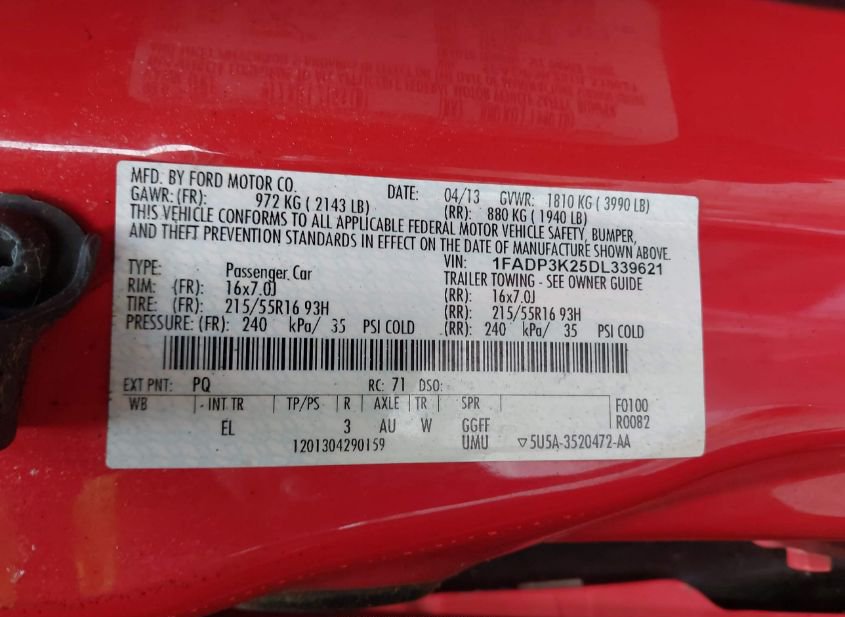 MFD. BY FORD MOTOR CO. DATE: 04/13 GVWR: 1810 KG ( 3990 LB)
GAWR: (FR): 972 KG ( 2143 LB) (RR): 880 KG ( 1940 LB)
THIS VEHICLE CONFORMS TO ALL APPLICABLE FEDERAL MOTOR VEHICLE SAFETY, BUMPER,
AND THEFT PREVENTION STANDARDS IN EFFECT ON THE DATE OF MANUFACTURE SHOWN ABOVE.
VIN: 1FADP3K25DL339621
TYPE: Passenger Car TRAILER TOWING - SEE OWNER GUIDE
RIM: (FR): 16x7.0J (RR): 16x7.0J
TIRE: (FR): 215/55R16 93H (RR): 215/55R16 93H
PRESSURE: (FR): 240 kPa/ 35 PSI COLD (RR): 240 kPa/ 35 PSI COLD
EXT PNT: PQ RC: 71 DSO:
WB INT TR TP/PS R AXLE TR SPR F0100
EL 3 AU W GGFF R0082
1201304290159 UMU ▽5U5A-3520472-AA